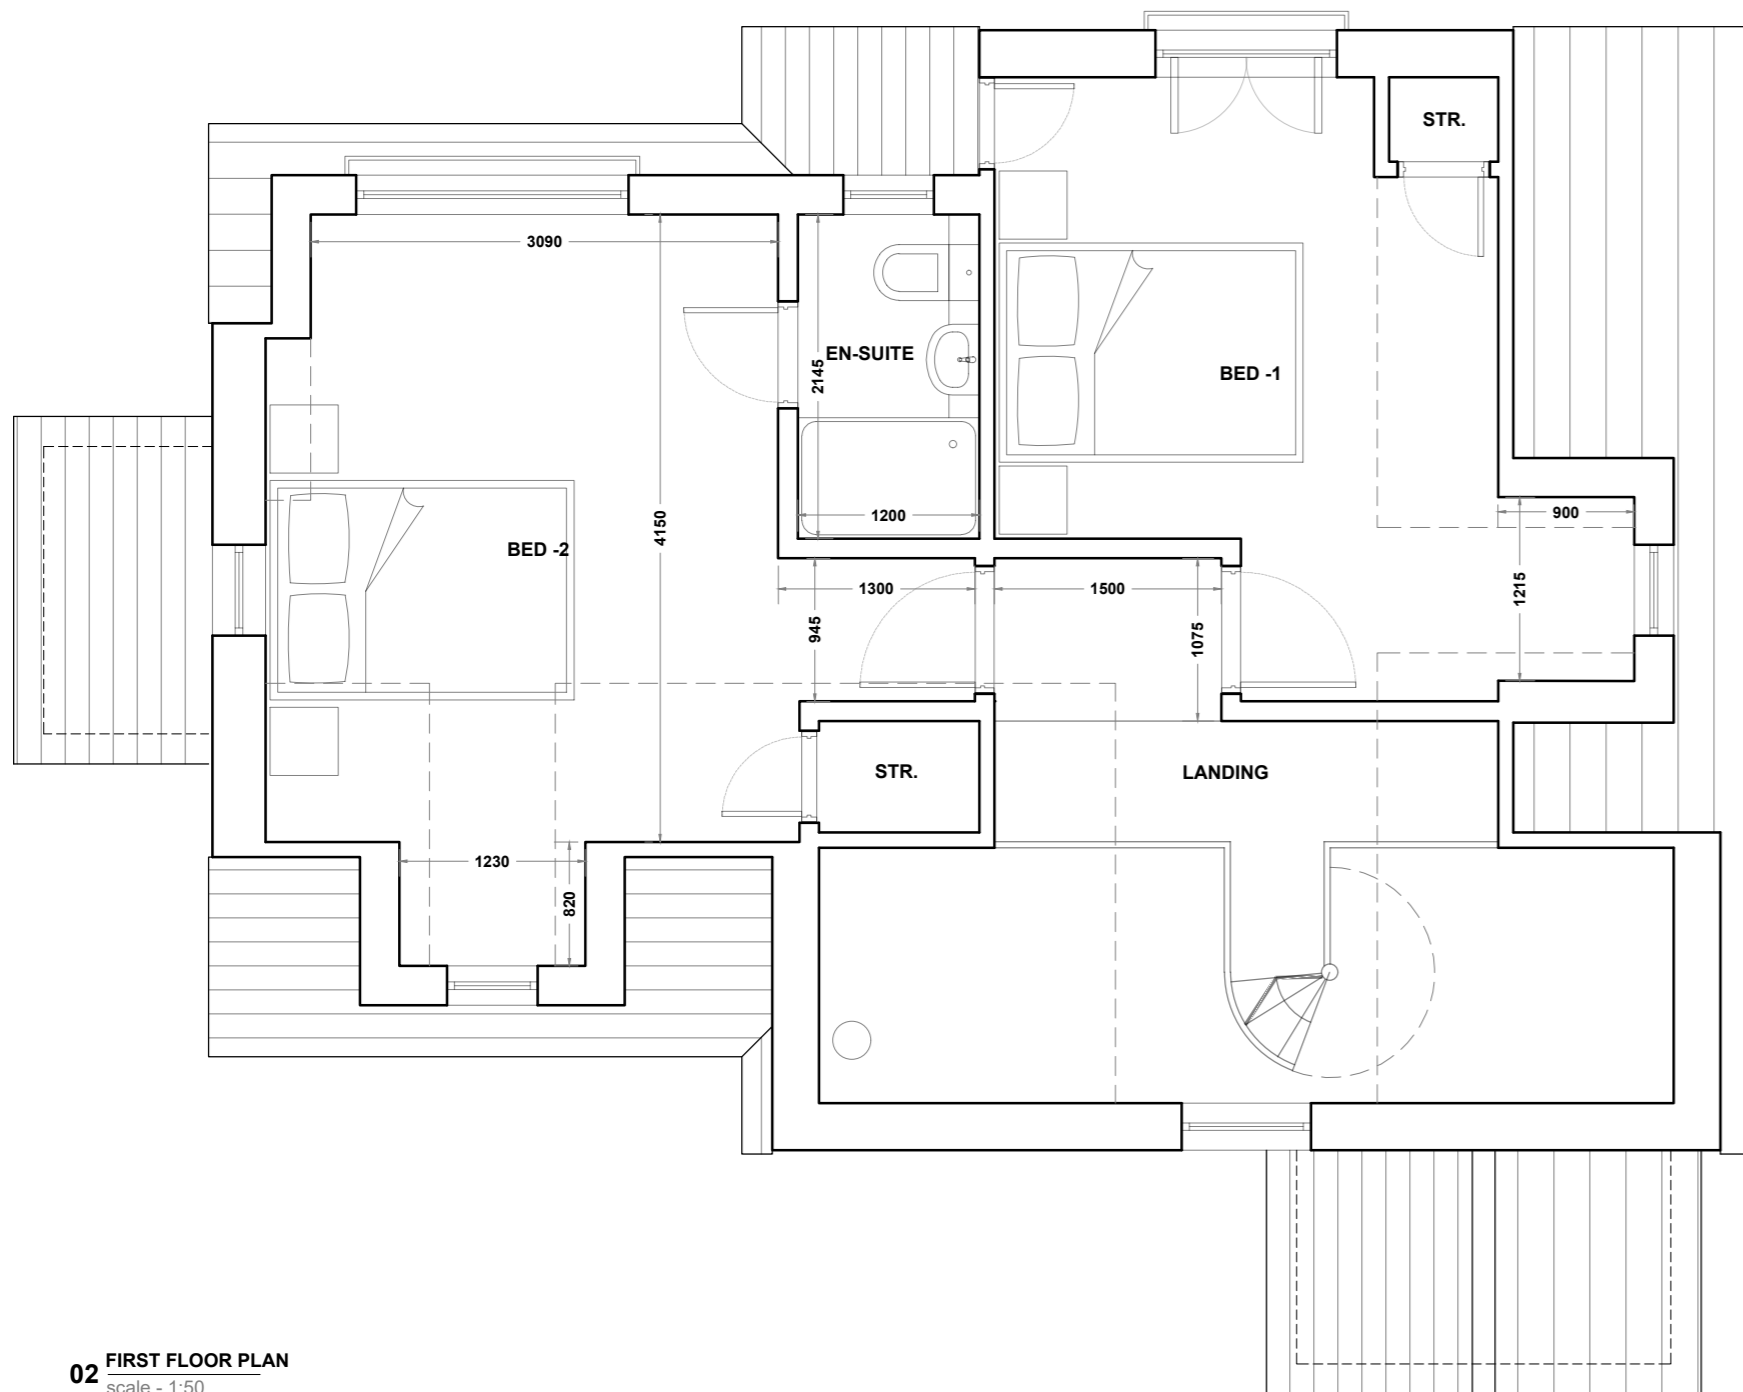 STR.
3090
EN-SUITE
2145
BED -1
4150
1200
900
BED -2
1300
1500
1215
945
1075
STR.
LANDING
1230
820
02 FIRST FLOOR PLAN
scale - 1:50